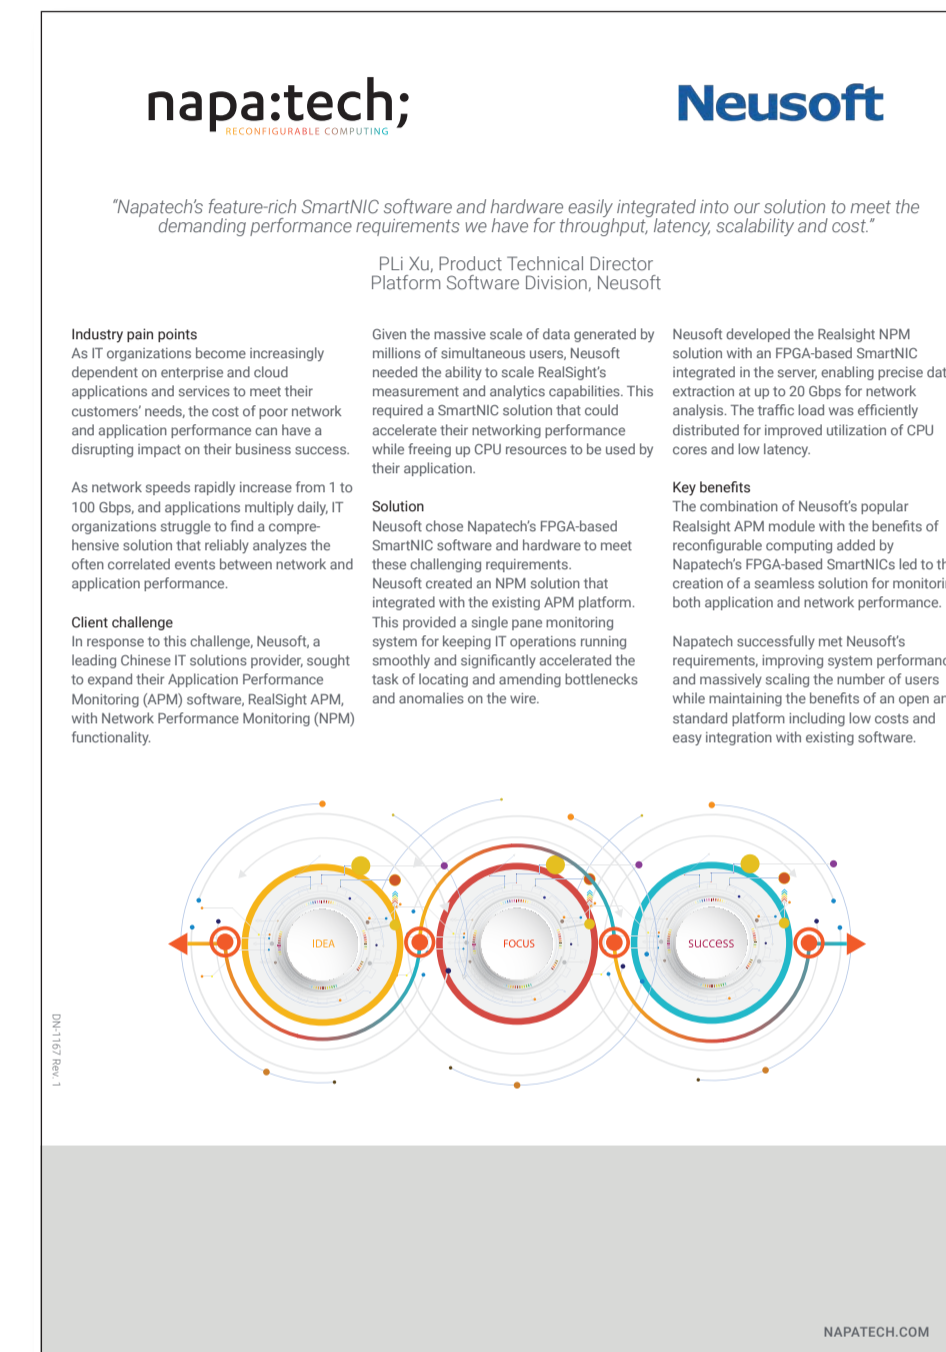 napa:tech;
RECONFIGURABLE COMPUTING
Neusoft
“Napatech’s feature-rich SmartNIC software and hardware easily integrated into our solution to meet the
demanding performance requirements we have for throughput, latency, scalability and cost.”
PLi Xu, Product Technical Director
Platform Software Division, Neusoft
Industry pain points
As IT organizations become increasingly
dependent on enterprise and cloud
applications and services to meet their
customers’ needs, the cost of poor network
and application performance can have a
disrupting impact on their business success.
As network speeds rapidly increase from 1 to
100 Gbps, and applications multiply daily, IT
organizations struggle to find a compre-
hensive solution that reliably analyzes the
often correlated events between network and
application performance.
Client challenge
In response to this challenge, Neusoft, a
leading Chinese IT solutions provider, sought
to expand their Application Performance
Monitoring (APM) software, RealSight APM,
with Network Performance Monitoring (NPM)
functionality.
Given the massive scale of data generated by
millions of simultaneous users, Neusoft
needed the ability to scale RealSight’s
measurement and analytics capabilities. This
required a SmartNIC solution that could
accelerate their networking performance
while freeing up CPU resources to be used by
their application.
Solution
Neusoft chose Napatech’s FPGA-based
SmartNIC software and hardware to meet
these challenging requirements.
Neusoft created an NPM solution that
integrated with the existing APM platform.
This provided a single pane monitoring
system for keeping IT operations running
smoothly and significantly accelerated the
task of locating and amending bottlenecks
and anomalies on the wire.
Neusoft developed the Realsight NPM
solution with an FPGA-based SmartNIC
integrated in the server, enabling precise dat
extraction at up to 20 Gbps for network
analysis. The traffic load was efficiently
distributed for improved utilization of CPU
cores and low latency.
Key benefits
The combination of Neusoft’s popular
Realsight APM module with the benefits of
reconfigurable computing added by
Napatech’s FPGA-based SmartNICs led to th
creation of a seamless solution for monitori
both application and network performance.
Napatech successfully met Neusoft’s
requirements, improving system performanc
and massively scaling the number of users
while maintaining the benefits of an open an
standard platform including low costs and
easy integration with existing software.
IDEA
FOCUS
success
DN-1167 Rev. 1
NAPATECH.COM